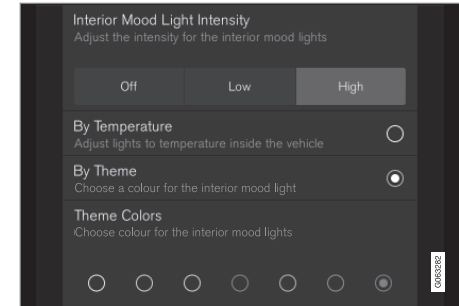 Interior Mood Light Intensity
Adjust the intensity for the interior mood lights
Off Low High
By Temperature
Adjust lights to temperature inside the vehicle
By Theme
Choose a colour for the interior mood light
Theme Colors
Choose colour for the interior mood lights
G063282